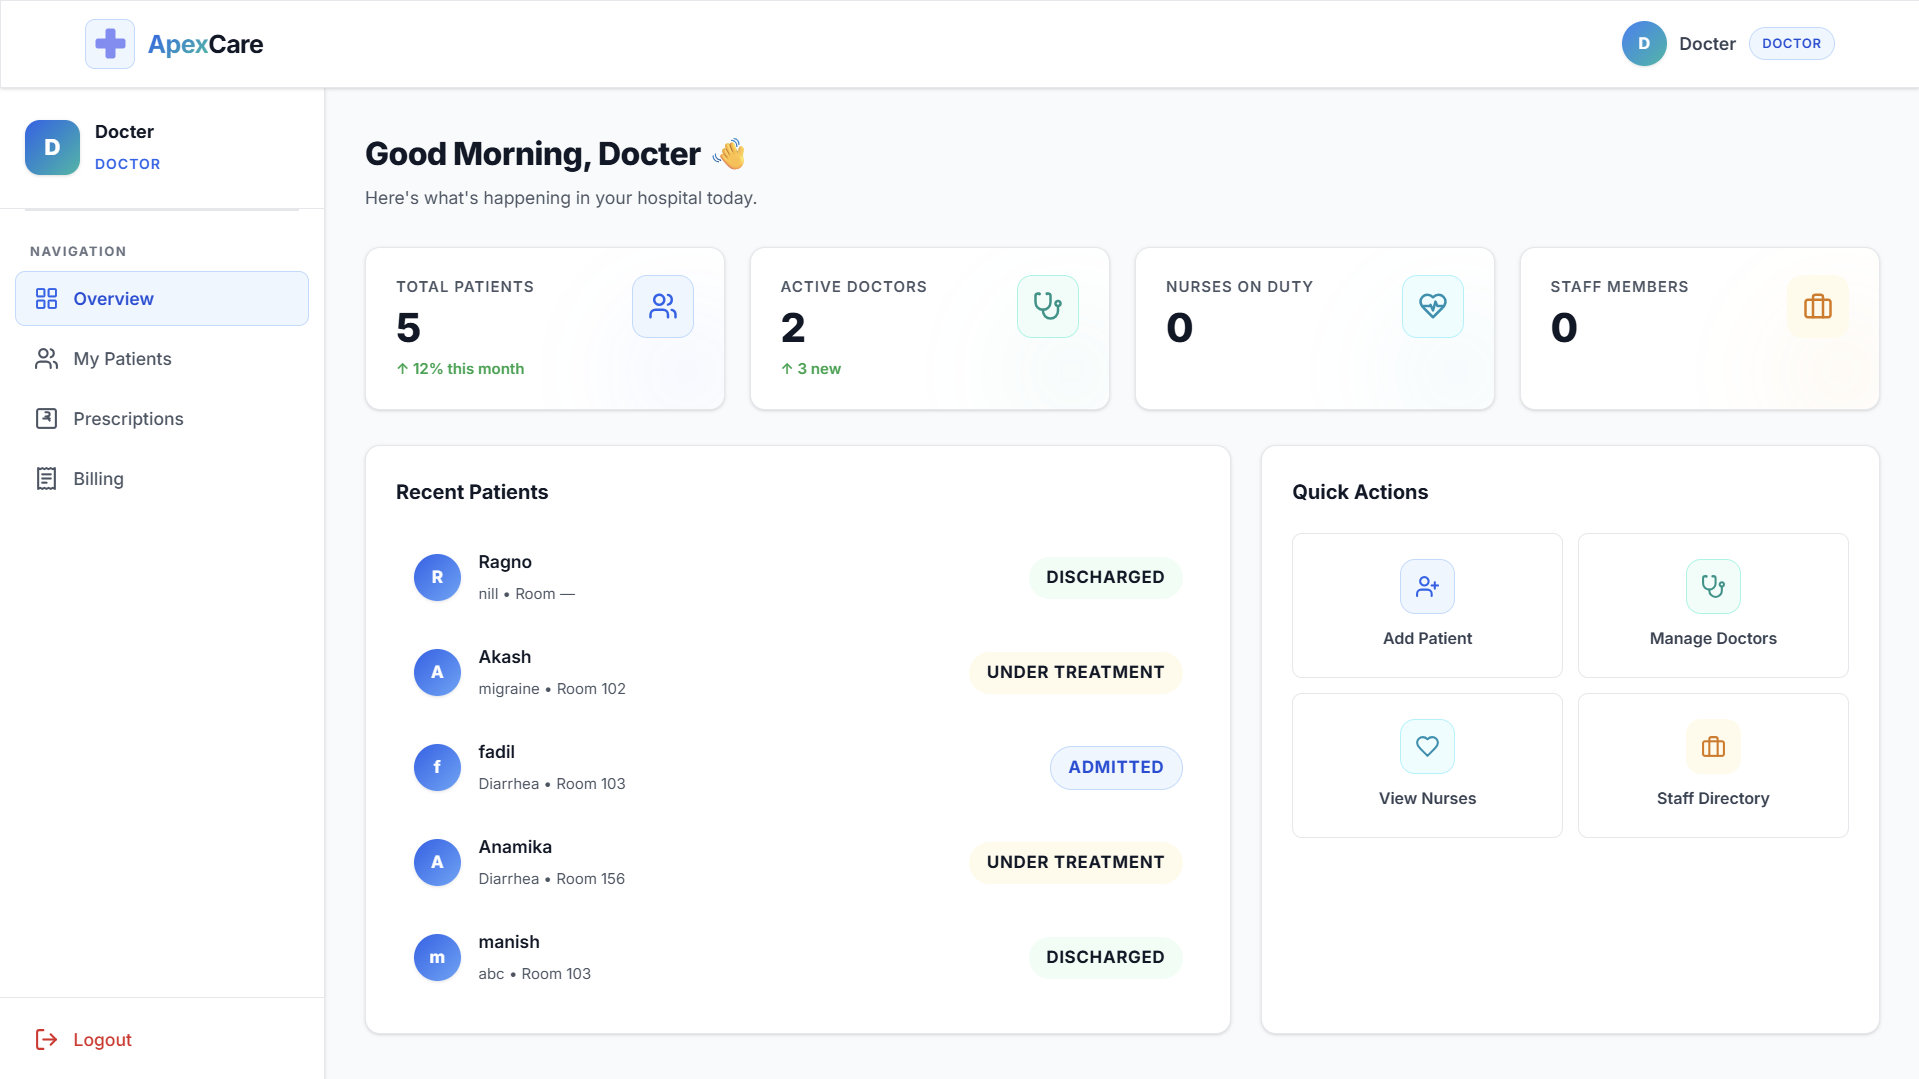 ApexCare
D
Docter
DOCTOR
D
Docter
DOCTOR
NAVIGATION
Overview
My Patients
Prescriptions
Billing
Logout
Good Morning, Docter 👋
Here's what's happening in your hospital today.
TOTAL PATIENTS
5
↑ 12% this month
ACTIVE DOCTORS
2
↑ 3 new
NURSES ON DUTY
0
STAFF MEMBERS
0
Recent Patients
R
Ragno
nill • Room —
DISCHARGED
A
Akash
migraine • Room 102
UNDER TREATMENT
f
fadil
Diarrhea • Room 103
ADMITTED
A
Anamika
Diarrhea • Room 156
UNDER TREATMENT
m
manish
abc • Room 103
DISCHARGED
Quick Actions
Add Patient
Manage Doctors
View Nurses
Staff Directory